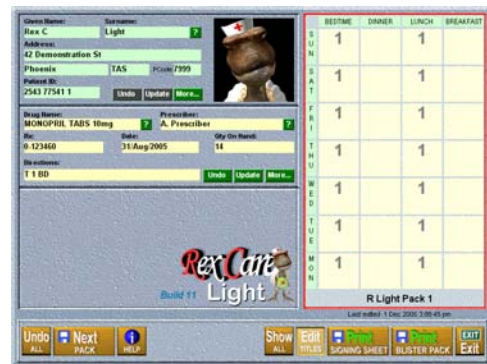 Given Name: Surname:
Rex C Light ?
Address:
42 Demonstration St
Phoenix TAS PCode 7999
Patient ID:
2543 77541 1 Undo Update More...
Drug Name: Prescriber:
MONOPRIL TABS 10mg ? A. Prescriber ?
Rx: Date: Qty On Hand:
0-123460 31/Aug/2005 14
Directions:
T 1 BD Undo Update More...
Rex Care
Build 11 Light
BEDTIME DINNER LUNCH BREAKFAST
SUN 1 1
SAT 1 1
FRI 1 1
THU 1 1
WED 1 1
TUE 1 1
MON 1 1
R Light Pack 1
Last edited: 1 Dec 2005 3:06:45 pm
Undo ALL
Next PACK
HELP
Show ALL
Edit TITLES
Print SIGNING SHEET
Print BLISTER PACK
EXIT Exit